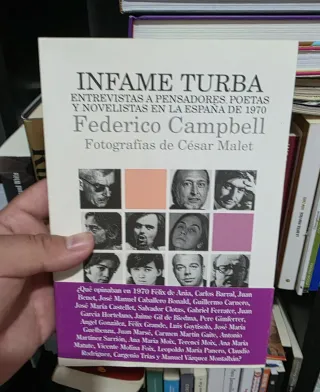 INFAME TURBA
ENTREVISTAS A PENSADORES, POETAS
Y NOVELISTAS EN LA ESPAÑA DE 1970
Federico Campbell
Fotografías de César Malet
¿Qué opinaban en 1970 Félix de Azúa, Carlos Barral, Juan
Benet, José Manuel Caballero Bonald, Guillermo Carnero,
José María Castellet, Salvador Clotas, Gabriel Ferrater, Juan
García Hortelano, Jaime Gil de Biedma, Pere Gimferrer,
Ángel González, Félix Grande, Luis Goytisolo, José María
Guelbenzu, Juan Marsé, Carmen Martín Gaite, Antonio
Martínez Sarrión, Ana María Moix, Terenci Moix, Ana María
Matute, Vicente Molina Foix, Leopoldo María Panero, Claudio
Rodríguez, Gargenio Trías y Manuel Vázquez Montalbán?